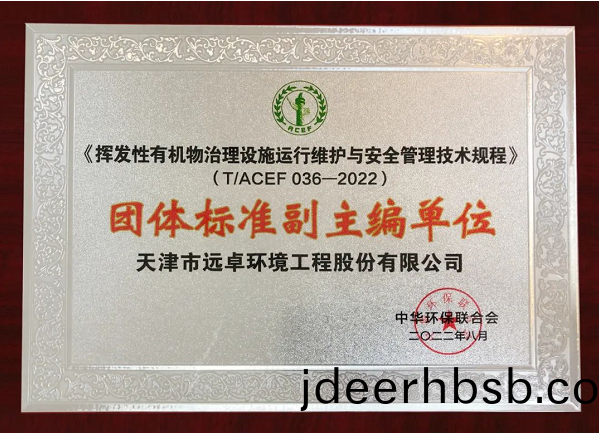 ACEF
《挥发性有机物治理设施运行维护与安全管理技术规程》
(T/ACEF 036—2022)
团体标准副主编单位
天津市远卓环境工程股份有限公司
中华环保联合会
二〇二二年八月
jdeerhbsb.co